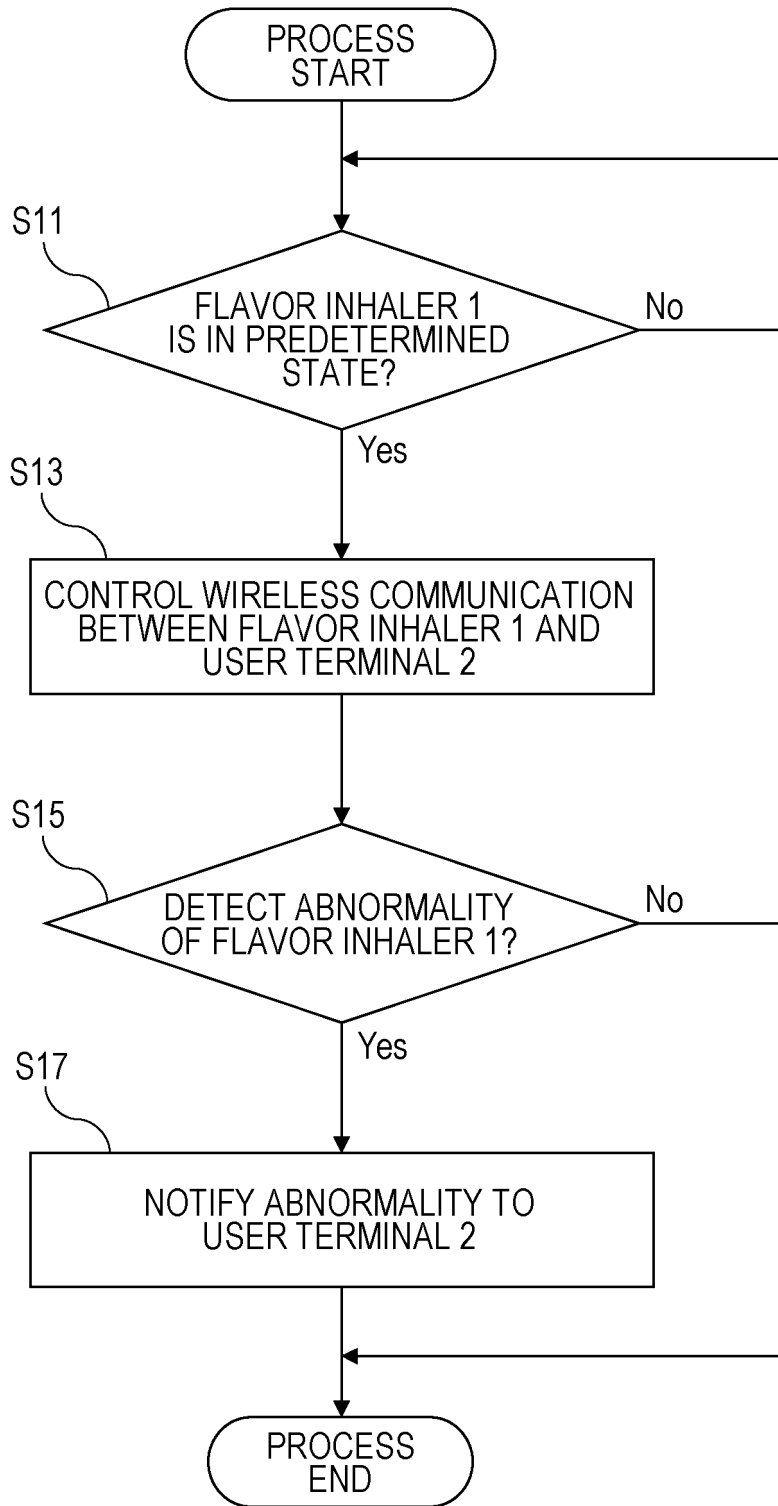 PROCESS
START
S11
FLAVOR INHALER 1
IS IN PREDETERMINED
STATE?
No
Yes
S13
CONTROL WIRELESS COMMUNICATION
BETWEEN FLAVOR INHALER 1 AND
USER TERMINAL 2
S15
DETECT ABNORMALITY
OF FLAVOR INHALER 1?
No
Yes
S17
NOTIFY ABNORMALITY TO
USER TERMINAL 2
PROCESS
END